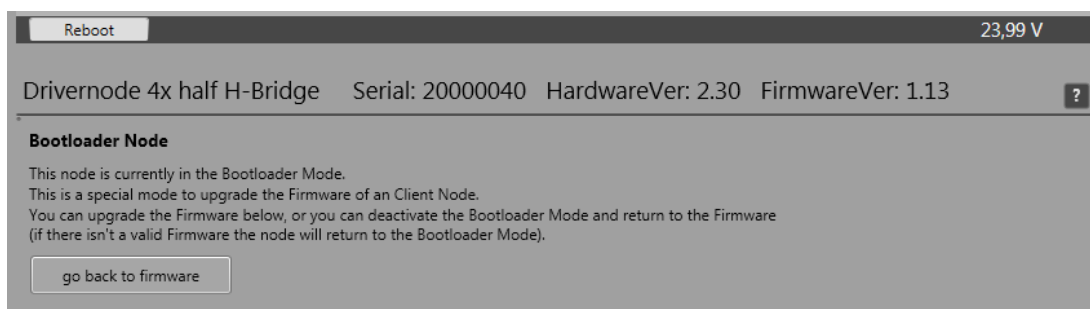 Reboot 23,99 V
Drivernode 4x half H-Bridge Serial: 20000040 HardwareVer: 2.30 FirmwareVer: 1.13 ?
Bootloader Node
This node is currently in the Bootloader Mode.
This is a special mode to upgrade the Firmware of an Client Node.
You can upgrade the Firmware below, or you can deactivate the Bootloader Mode and return to the Firmware
(if there isn't a valid Firmware the node will return to the Bootloader Mode).
go back to firmware